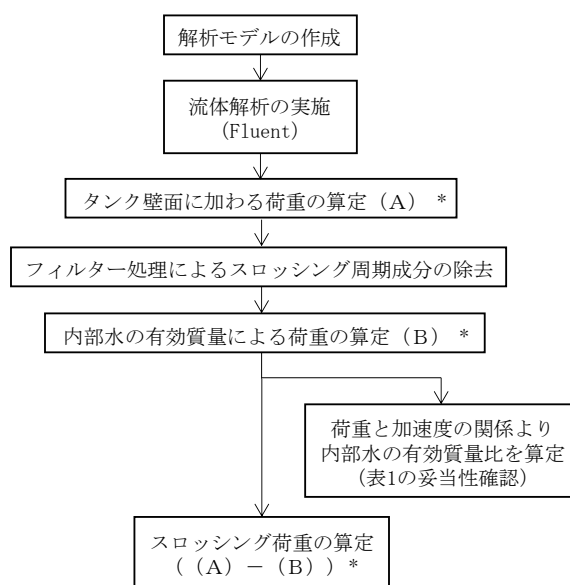 解析モデルの作成
流体解析の実施
(Fluent)
タンク壁面に加わる荷重の算定（Ａ） *
フィルター処理によるスロッシング周期成分の除去
内部水の有効質量による荷重の算定（Ｂ） *
荷重と加速度の関係より
内部水の有効質量比を算定
(表1の妥当性確認)
スロッシング荷重の算定
(（Ａ）－（Ｂ）) *